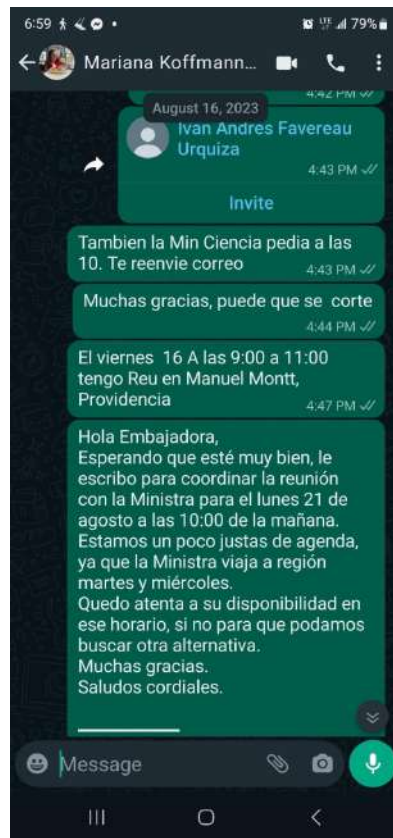 6:59
79%
Mariana Koffmann...
4:42 PM
August 16, 2023
Ivan Andres Favereau
Urquiza
4:43 PM
Invite
Tambien la Min Ciencia pedia a las
10. Te reenvie correo
4:43 PM
Muchas gracias, puede que se corte
4:44 PM
El viernes 16 A las 9:00 a 11:00
tengo Reu en Manuel Montt,
Providencia
4:47 PM
Hola Embajadora,
Esperando que esté muy bien, le
escribo para coordinar la reunión
con la Ministra para el lunes 21 de
agosto a las 10:00 de la mañana.
Estamos un poco justas de agenda,
ya que la Ministra viaja a región
martes y miércoles.
Quedo atenta a su disponibilidad en
ese horario, si no para que podamos
buscar otra alternativa.
Muchas gracias.
Saludos cordiales.
Message